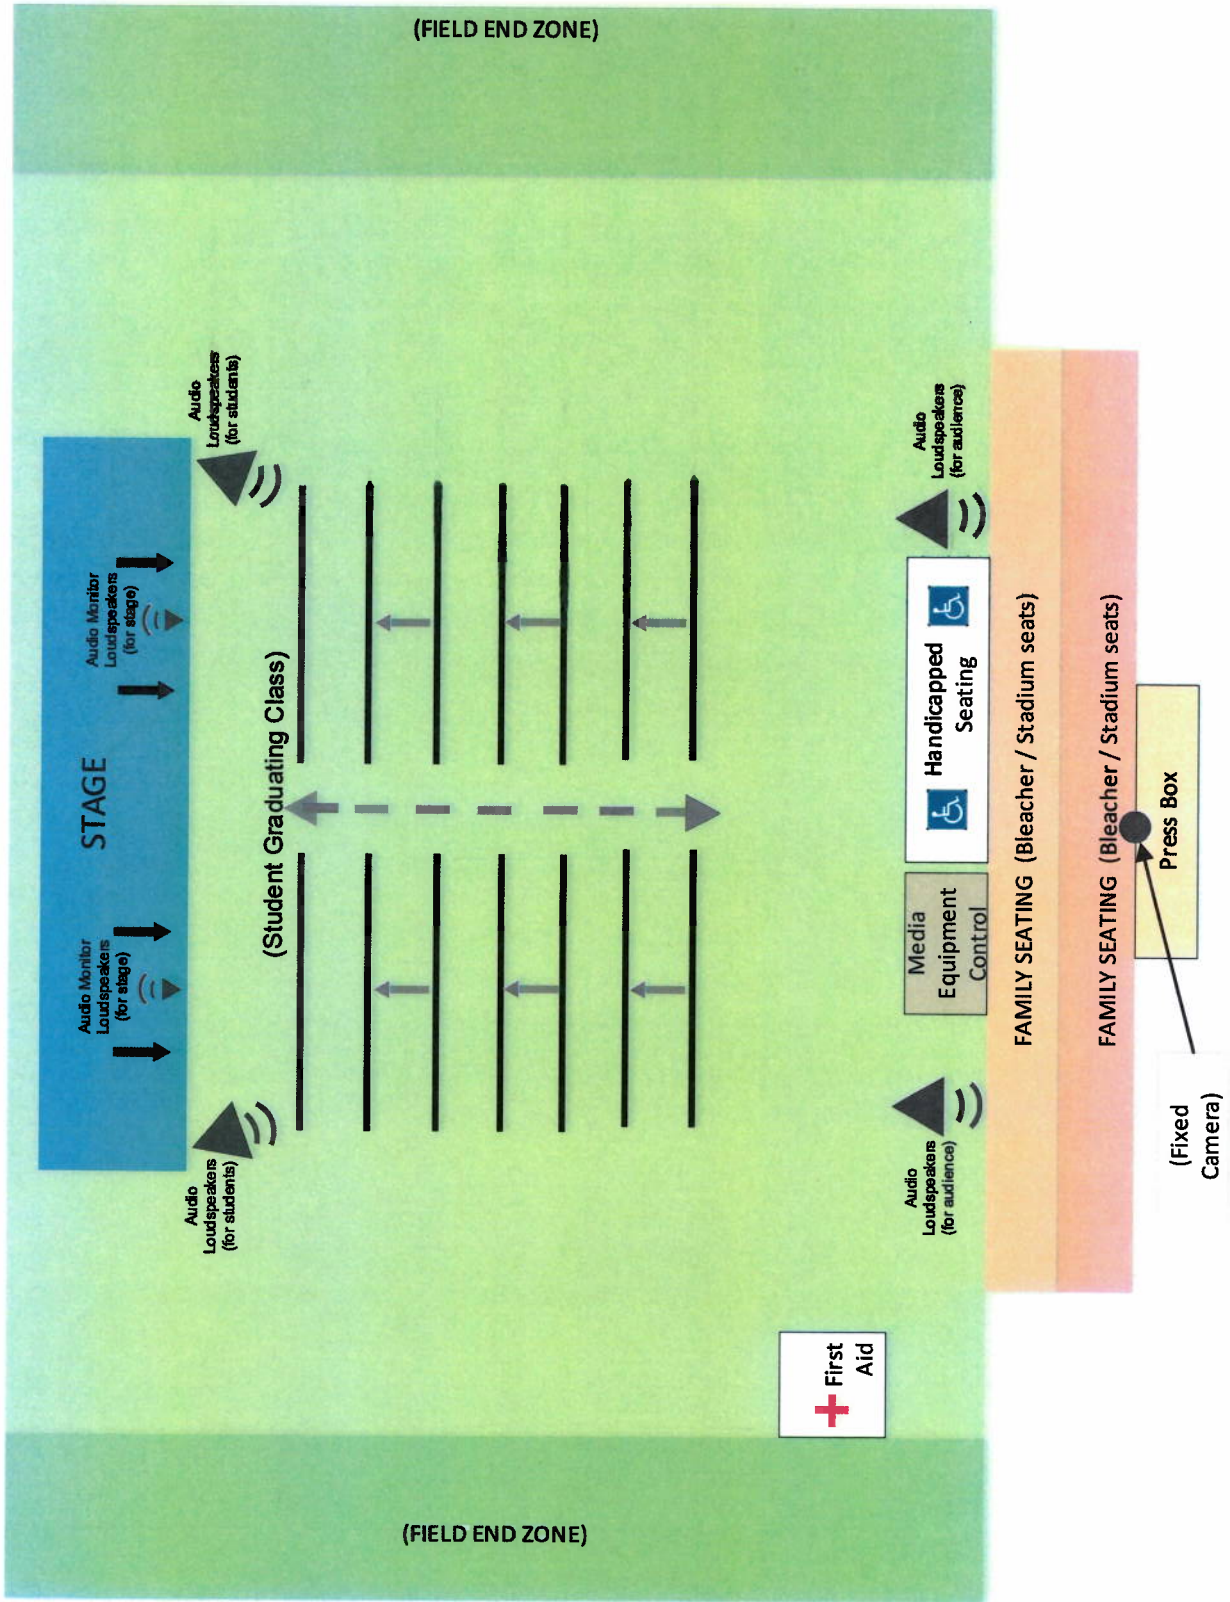 (FIELD END ZONE)
Audio
Loudspeakers
(for students)
Audio Monitor
Loudspeakers
(for stage)
STAGE
Audio Monitor
Loudspeakers
(for stage)
Audio
Loudspeakers
(for students)
(Student Graduating Class)
Audio
Loudspeakers
(for audience)
Handicapped
Seating
Media
Equipment
Control
Audio
Loudspeakers
(for audience)
FAMILY SEATING (Bleacher / Stadium seats)
FAMILY SEATING (Bleacher / Stadium seats)
Press Box
(Fixed
Camera)
First
Aid
(FIELD END ZONE)